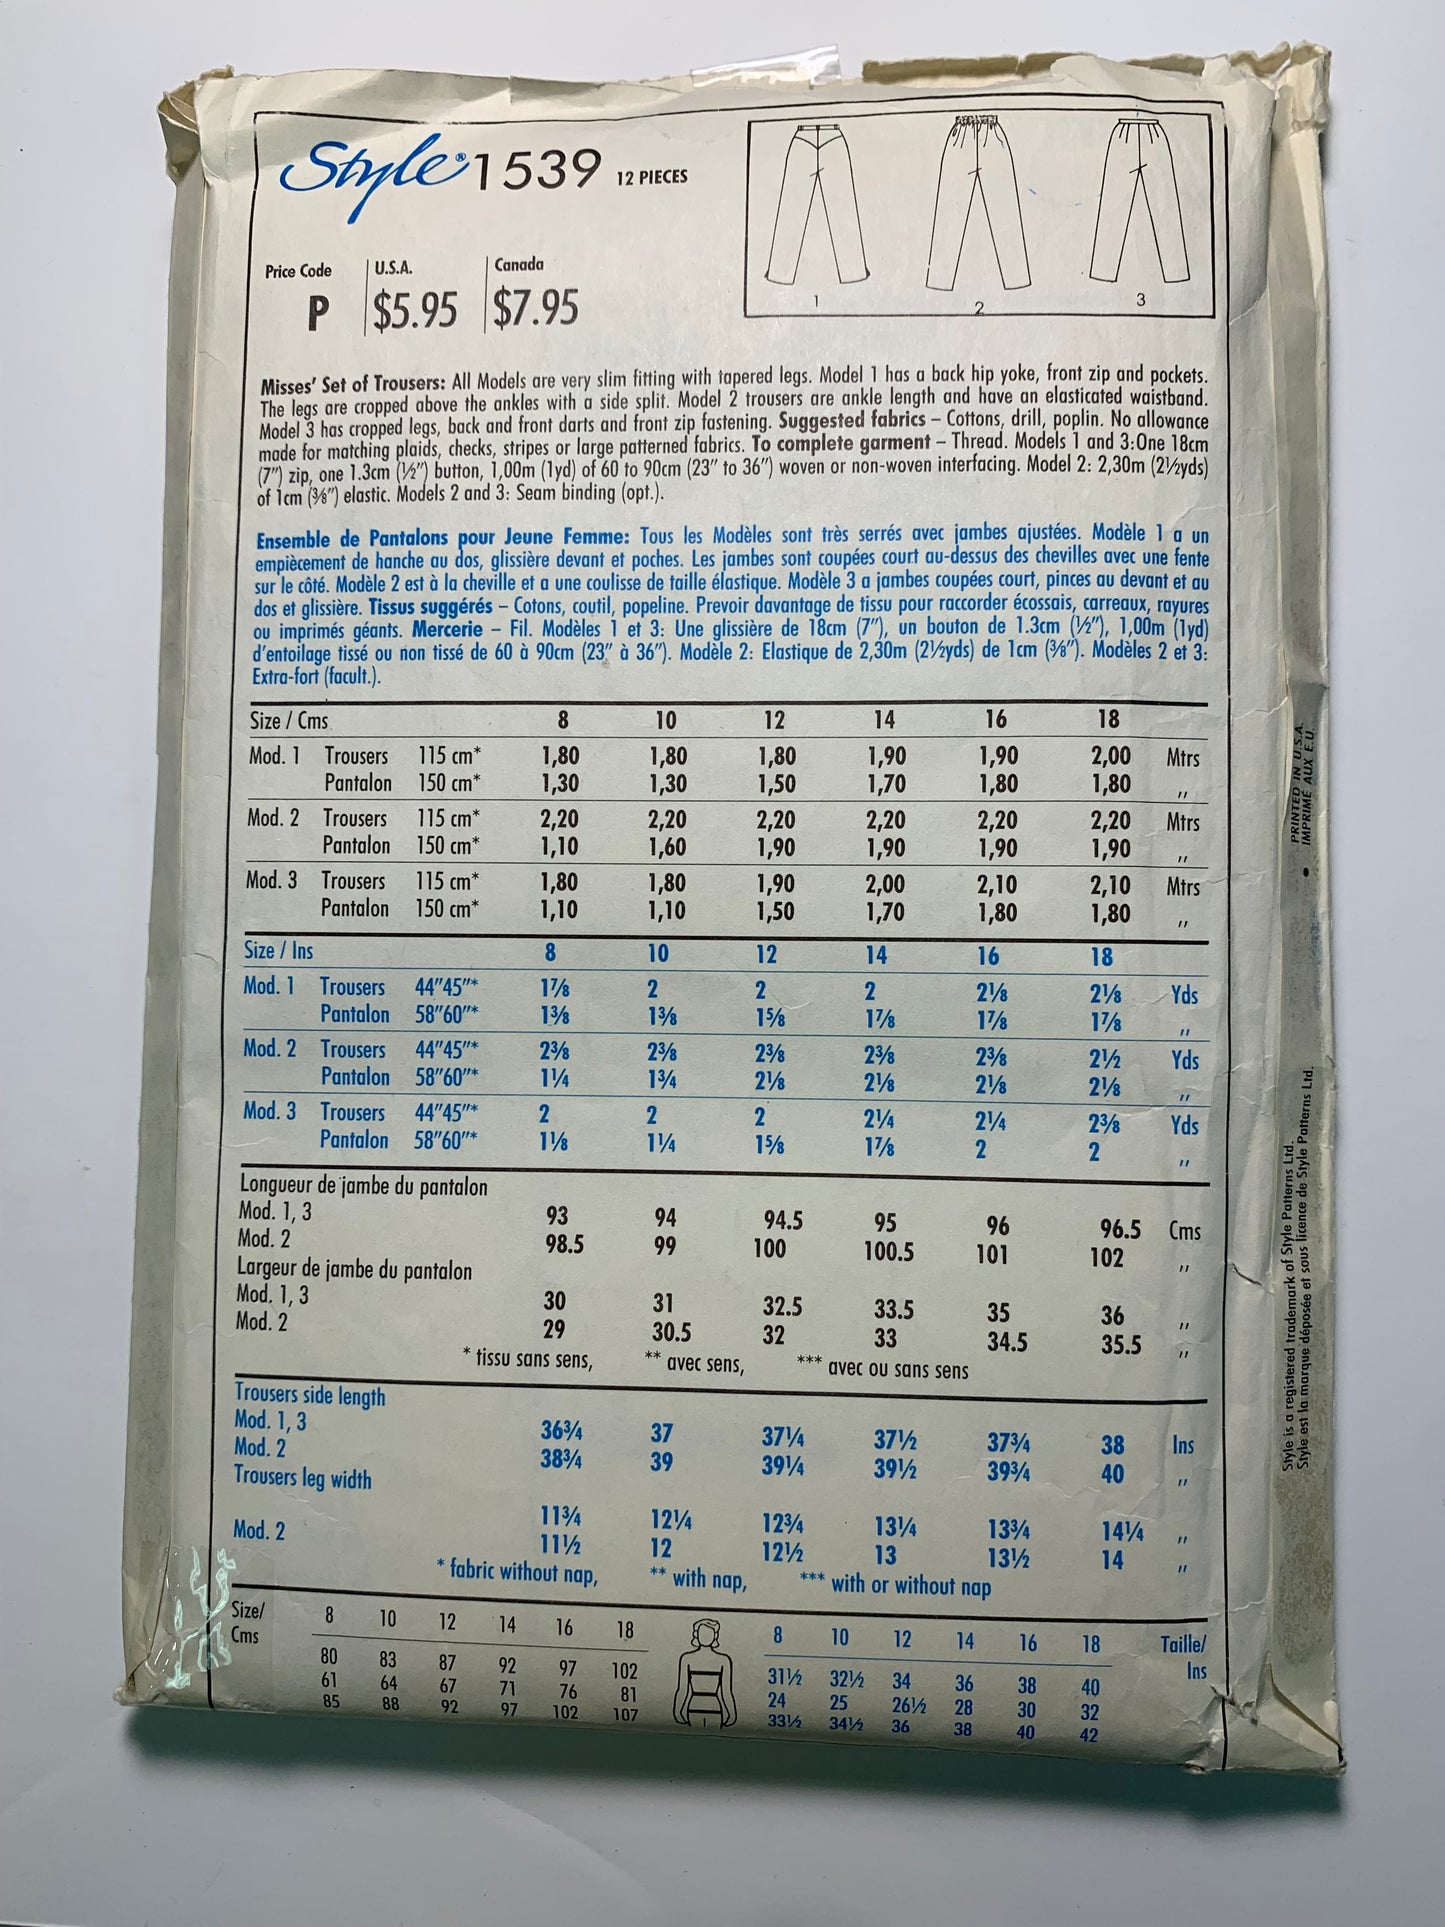 Style® 1539 12 PIECES
Price Code U.S.A. Canada
P $5.95 $7.95
1 2 3
Misses' Set of Trousers: All Models are very slim fitting with tapered legs. Model 1 has a back hip yoke, front zip and pockets.
The legs are cropped above the ankles with a side split. Model 2 trousers are ankle length and have an elasticated waistband.
Model 3 has cropped legs, back and front darts and front zip fastening. Suggested fabrics – Cottons, drill, poplin. No allowance
made for matching plaids, checks, stripes or large patterned fabrics. To complete garment – Thread. Models 1 and 3:One 18cm
(7") zip, one 1.3cm (½") button, 1,00m (1yd) of 60 to 90cm (23" to 36") woven or non-woven interfacing. Model 2: 2,30m (2½yds)
of 1cm (⅜") elastic. Models 2 and 3: Seam binding (opt.).
Ensemble de Pantalons pour Jeune Femme: Tous les Modèles sont très serrés avec jambes ajustées. Modèle 1 a un
empiècement de hanche au dos, glissière devant et poches. Les jambes sont coupées court au-dessus des chevilles avec une fente
sur le côté. Modèle 2 est à la cheville et a une coulisse de taille élastique. Modèle 3 a jambes coupées court, pinces au devant et au
dos et glissière. Tissus suggérés – Cotons, coutil, popeline. Prevoir davantage de tissu pour raccorder écossais, carreaux, rayures
ou imprimés géants. Mercerie – Fil. Modèles 1 et 3: Une glissière de 18cm (7"), un bouton de 1.3cm (½"), 1,00m (1yd)
d'entoilage tissé ou non tissé de 60 à 90cm (23" à 36"). Modèle 2: Elastique de 2,30m (2½yds) de 1cm (⅜"). Modèles 2 et 3:
Extra-fort (facult.).
Size / Cms 8 10 12 14 16 18
Mod. 1 Trousers 115 cm* 1,80 1,80 1,80 1,90 1,90 2,00 Mtrs
Pantalon 150 cm* 1,30 1,30 1,50 1,70 1,80 1,80 ,,
Mod. 2 Trousers 115 cm* 2,20 2,20 2,20 2,20 2,20 2,20 Mtrs
Pantalon 150 cm* 1,10 1,60 1,90 1,90 1,90 1,90 ,,
Mod. 3 Trousers 115 cm* 1,80 1,80 1,90 2,00 2,10 2,10 Mtrs
Pantalon 150 cm* 1,10 1,10 1,50 1,70 1,80 1,80 ,,
Size / Ins 8 10 12 14 16 18
Mod. 1 Trousers 44"45"* 1⅞ 2 2 2 2⅛ 2⅛ Yds
Pantalon 58"60"* 1⅜ 1⅜ 1⅝ 1⅞ 1⅞ 1⅞ ,,
Mod. 2 Trousers 44"45"* 2⅜ 2⅜ 2⅜ 2⅜ 2⅜ 2½ Yds
Pantalon 58"60"* 1¼ 1¾ 2⅛ 2⅛ 2⅛ 2⅛ ,,
Mod. 3 Trousers 44"45"* 2 2 2 2¼ 2¼ 2⅜ Yds
Pantalon 58"60"* 1⅛ 1¼ 1⅝ 1⅞ 2 2 ,,
Longueur de jambe du pantalon
Mod. 1, 3 93 94 94.5 95 96 96.5 Cms
Mod. 2 98.5 99 100 100.5 101 102 ,,
Largeur de jambe du pantalon
Mod. 1, 3 30 31 32.5 33.5 35 36 ,,
Mod. 2 29 30.5 32 33 34.5 35.5 ,,
* tissu sans sens, ** avec sens, *** avec ou sans sens
Trousers side length
Mod. 1, 3 36¾ 37 37¼ 37½ 37¾ 38 Ins
Mod. 2 38¾ 39 39¼ 39½ 39¾ 40 ,,
Trousers leg width
11¾ 12¼ 12¾ 13¼ 13¾ 14¼ ,,
Mod. 2 11½ 12 12½ 13 13½ 14 ,,
* fabric without nap, ** with nap, *** with or without nap
Size/ 8 10 12 14 16 18 8 10 12 14 16 18 Taille/
Cms Ins
80 83 87 92 97 102 31½ 32½ 34 36 38 40
61 64 67 71 76 81 24 25 26½ 28 30 32
85 88 92 97 102 107 33½ 34½ 36 38 40 42
Style is a registered trademark of Style Patterns Ltd. • PRINTED IN U.S.A.
Style est la marque déposée et sous licence de Style Patterns Ltd. IMPRIMÉ AUX E.U.